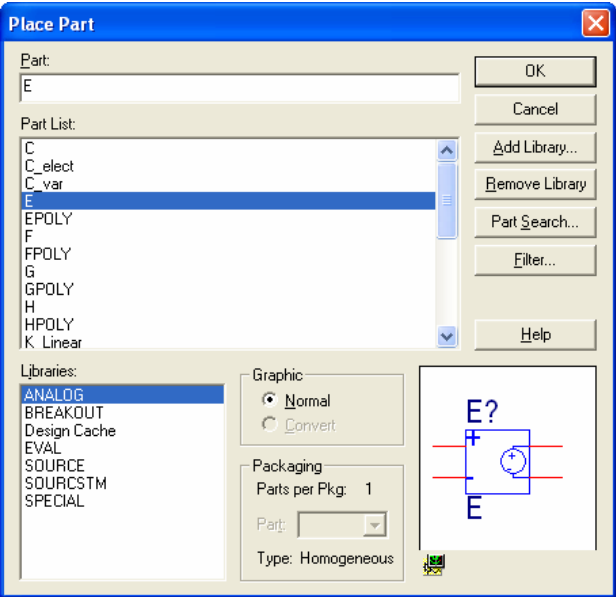 Place Part
Part:
E
OK
Cancel
Part List:
Add Library...
C
C_elect
C_var
E
EPOLY
F
FPOLY
G
GPOLY
H
HPOLY
K_Linear
Remove Library
Part Search...
Filter...
Help
Libraries:
ANALOG
BREAKOUT
Design Cache
EVAL
SOURCE
SOURCSTM
SPECIAL
Graphic
Normal
Convert
Packaging
Parts per Pkg: 1
Part:
Type: Homogeneous
E?
+
-
+
-
E